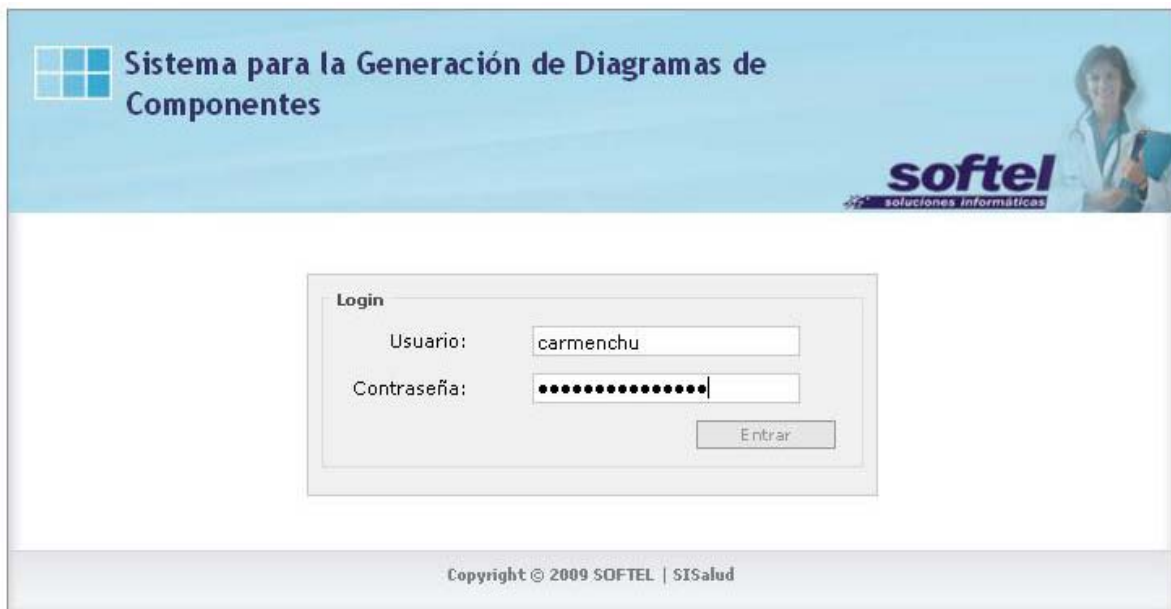 Sistema para la Generación de Diagramas de
Componentes
softel
soluciones informáticas
Login
Usuario:
carmenchu
Contraseña:
•••••••••••••••
Entrar
Copyright © 2009 SOFTEL | SISalud